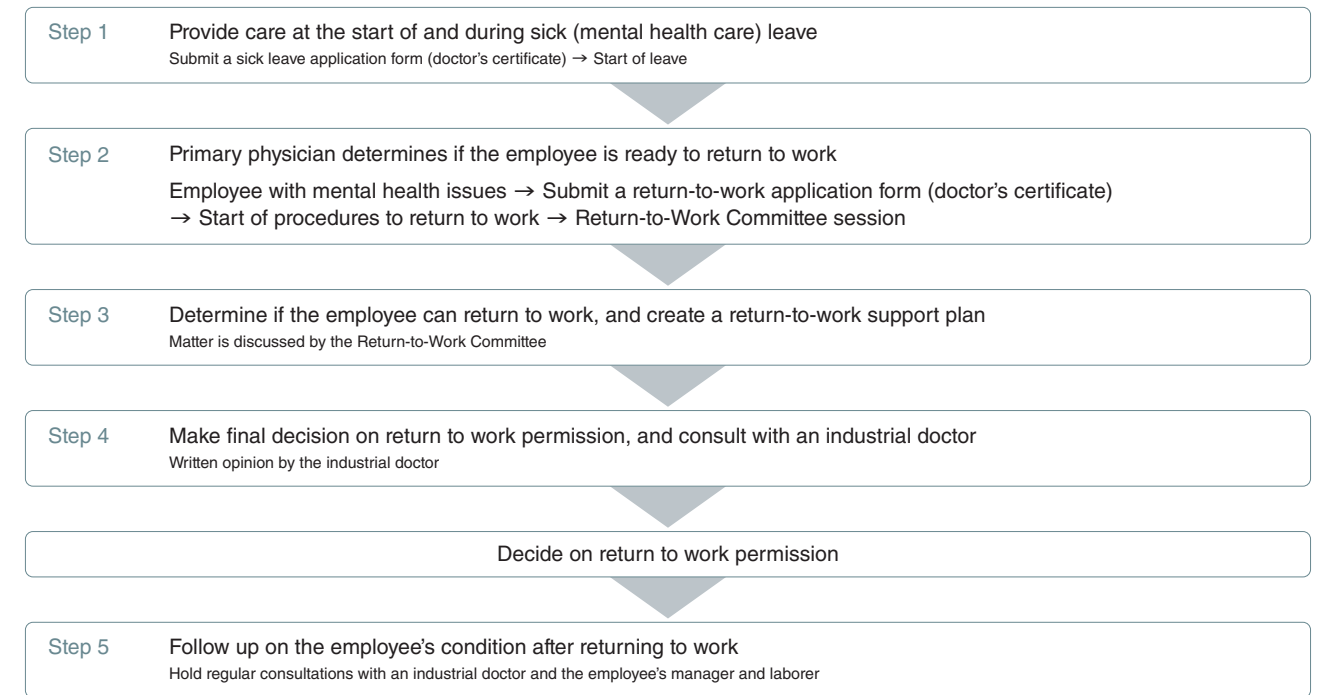 Step 1
Provide care at the start of and during sick (mental health care) leave
Submit a sick leave application form (doctor's certificate) → Start of leave
Step 2
Primary physician determines if the employee is ready to return to work
Employee with mental health issues → Submit a return-to-work application form (doctor's certificate)
→ Start of procedures to return to work → Return-to-Work Committee session
Step 3
Determine if the employee can return to work, and create a return-to-work support plan
Matter is discussed by the Return-to-Work Committee
Step 4
Make final decision on return to work permission, and consult with an industrial doctor
Written opinion by the industrial doctor
Decide on return to work permission
Step 5
Follow up on the employee's condition after returning to work
Hold regular consultations with an industrial doctor and the employee's manager and laborer